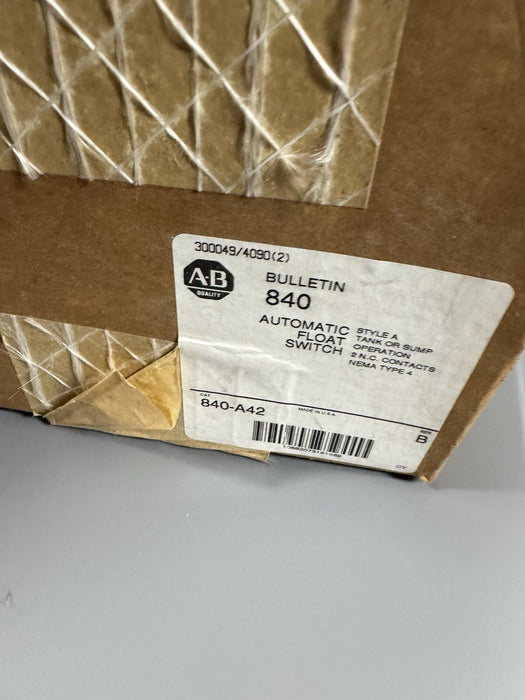 300049/4090(2)
A-B
QUALITY
BULLETIN
840
AUTOMATIC
FLOAT
SWITCH
STYLE A
TANK OR SUMP
OPERATION
2 N.C. CONTACTS
NEMA TYPE 4
CAT
840-A42
MADE IN U.S.A.
SER
B
CY